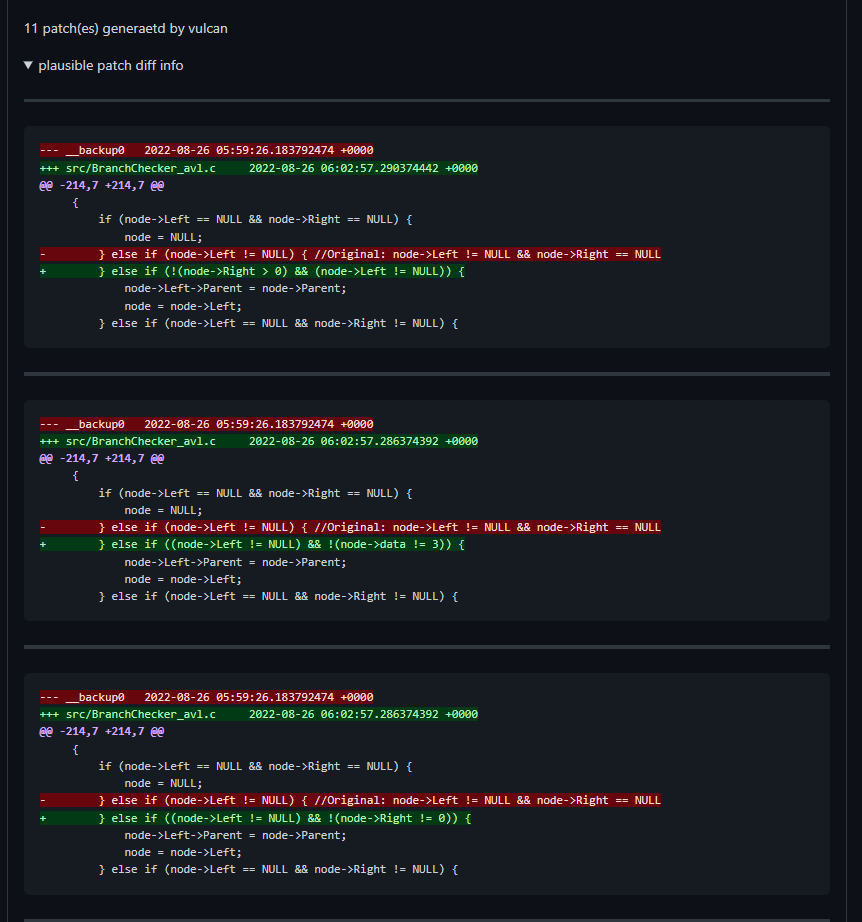 11 patch(es) generaetd by vulcan
▼ plausible patch diff info
--- __backup0   2022-08-26 05:59:26.183792474 +0000
+++ src/BranchChecker_avl.c     2022-08-26 06:02:57.290374442 +0000
@@ -214,7 +214,7 @@
     {
         if (node->Left == NULL && node->Right == NULL) {
             node = NULL;
-        } else if (node->Left != NULL) { //Original: node->Left != NULL && node->Right == NULL
+        } else if (!(node->Right > 0) && (node->Left != NULL)) {
             node->Left->Parent = node->Parent;
             node = node->Left;
         } else if (node->Left == NULL && node->Right != NULL) {
--- __backup0   2022-08-26 05:59:26.183792474 +0000
+++ src/BranchChecker_avl.c     2022-08-26 06:02:57.286374392 +0000
@@ -214,7 +214,7 @@
     {
         if (node->Left == NULL && node->Right == NULL) {
             node = NULL;
-        } else if (node->Left != NULL) { //Original: node->Left != NULL && node->Right == NULL
+        } else if ((node->Left != NULL) && !(node->data != 3)) {
             node->Left->Parent = node->Parent;
             node = node->Left;
         } else if (node->Left == NULL && node->Right != NULL) {
--- __backup0   2022-08-26 05:59:26.183792474 +0000
+++ src/BranchChecker_avl.c     2022-08-26 06:02:57.286374392 +0000
@@ -214,7 +214,7 @@
     {
         if (node->Left == NULL && node->Right == NULL) {
             node = NULL;
-        } else if (node->Left != NULL) { //Original: node->Left != NULL && node->Right == NULL
+        } else if ((node->Left != NULL) && !(node->Right != 0)) {
             node->Left->Parent = node->Parent;
             node = node->Left;
         } else if (node->Left == NULL && node->Right != NULL) {